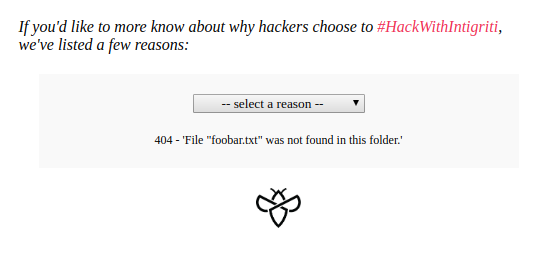 If you'd like to more know about why hackers choose to #HackWithIntigriti,
we've listed a few reasons:
-- select a reason --
404 - 'File "foobar.txt" was not found in this folder.'